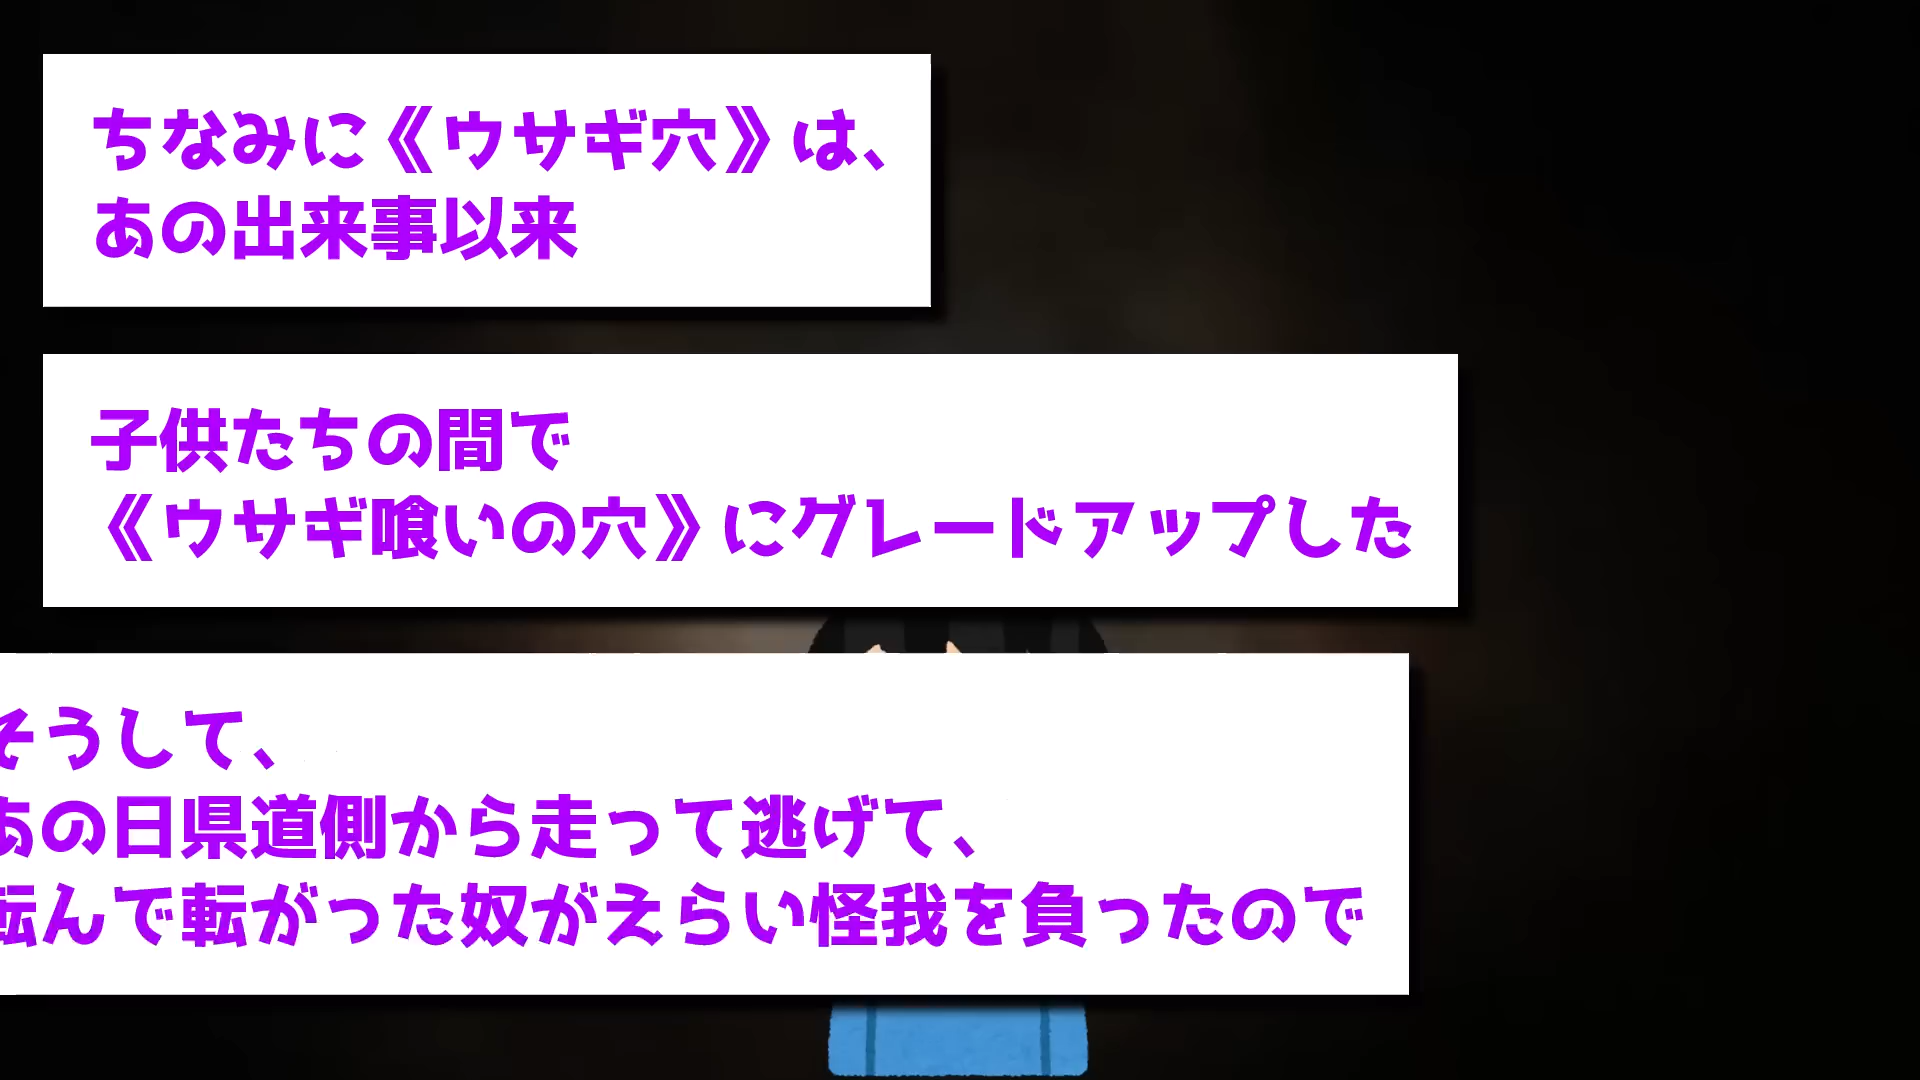 ちなみに《ウサギ穴》は、
あの出来事以来
子供たちの間で
《ウサギ喰いの穴》にグレードアップした
そうして、
あの日県道側から走って逃げて、
転んで転がった奴がえらい怪我を負ったので